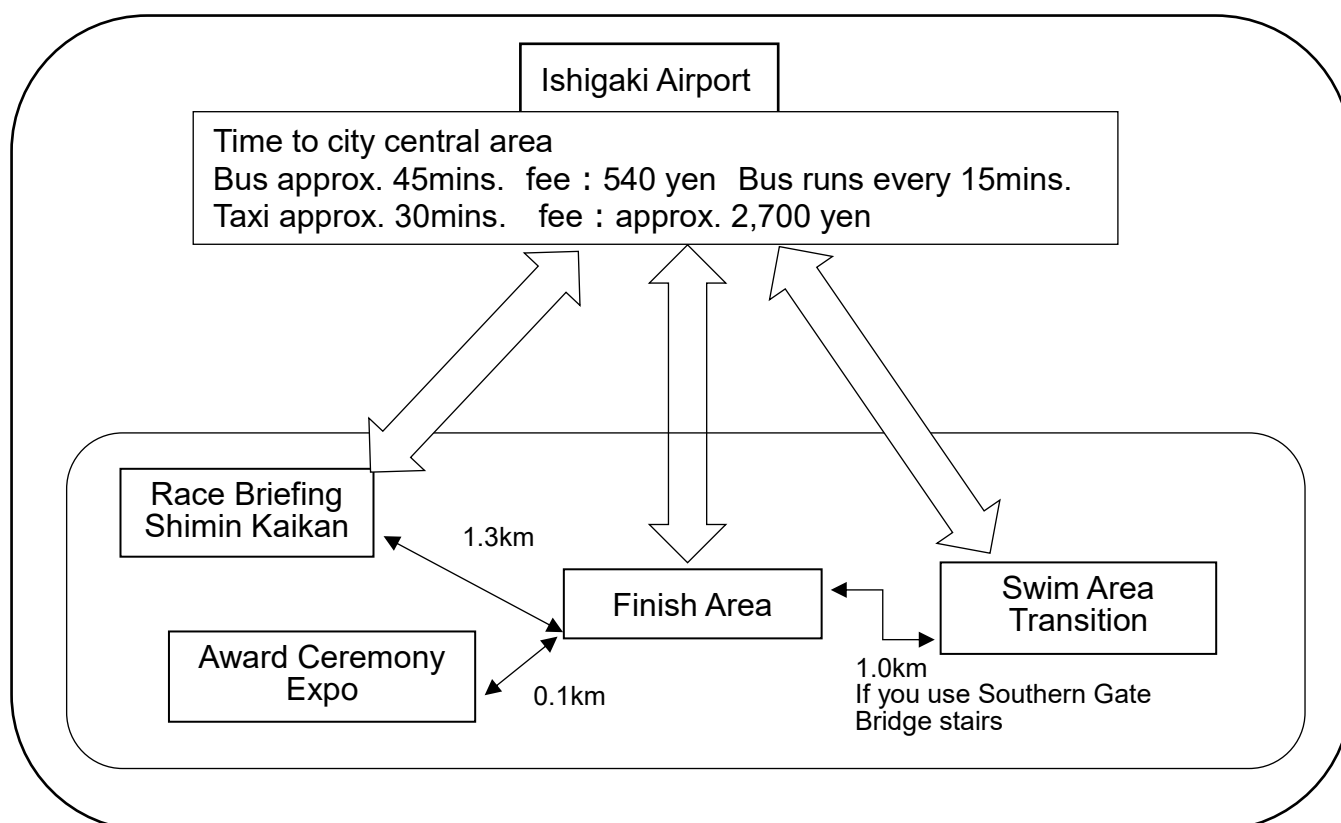 Ishigaki Airport
Time to city central area
Bus approx. 45mins. fee：540 yen Bus runs every 15mins.
Taxi approx. 30mins. fee：approx. 2,700 yen
Race Briefing
Shimin Kaikan
1.3km
Finish Area
Swim Area
Transition
Award Ceremony
Expo
0.1km
1.0km
If you use Southern Gate
Bridge stairs